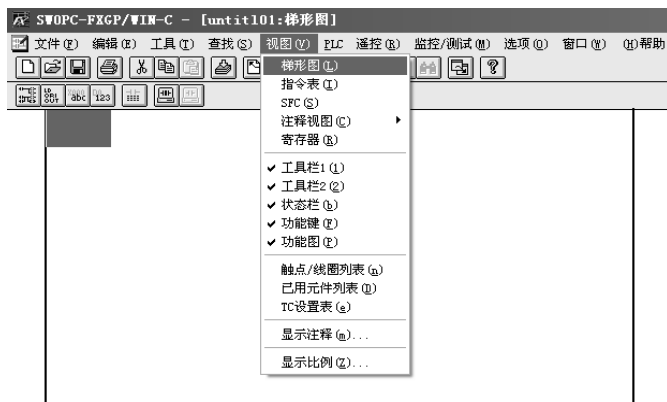 SWOPC-FXGP/WIN-C - [untitl01:梯形图]
文件(F) 编辑(E) 工具(T) 查找(S) 视图(V) PLC 遥控(R) 监控/测试(M) 选项(O) 窗口(W) (H)帮助
梯形图(L)
指令表(I)
SFC(S)
注释视图(C)
寄存器(R)
✓ 工具栏1(1)
✓ 工具栏2(2)
✓ 状态栏(b)
✓ 功能键(F)
✓ 功能图(P)
触点/线圈列表(n)
已用元件列表(D)
TC设置表(e)
显示注释(m)...
显示比例(Z)...
abc 123